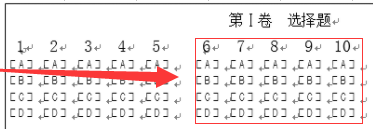 第Ⅰ卷 选择题
1 2 3 4 5 6 7 8 9 10
[A] [A] [A] [A] [A] [A] [A] [A] [A] [A]
[B] [B] [B] [B] [B] [B] [B] [B] [B] [B]
[C] [C] [C] [C] [C] [C] [C] [C] [C] [C]
[D] [D] [D] [D] [D] [D] [D] [D] [D] [D]